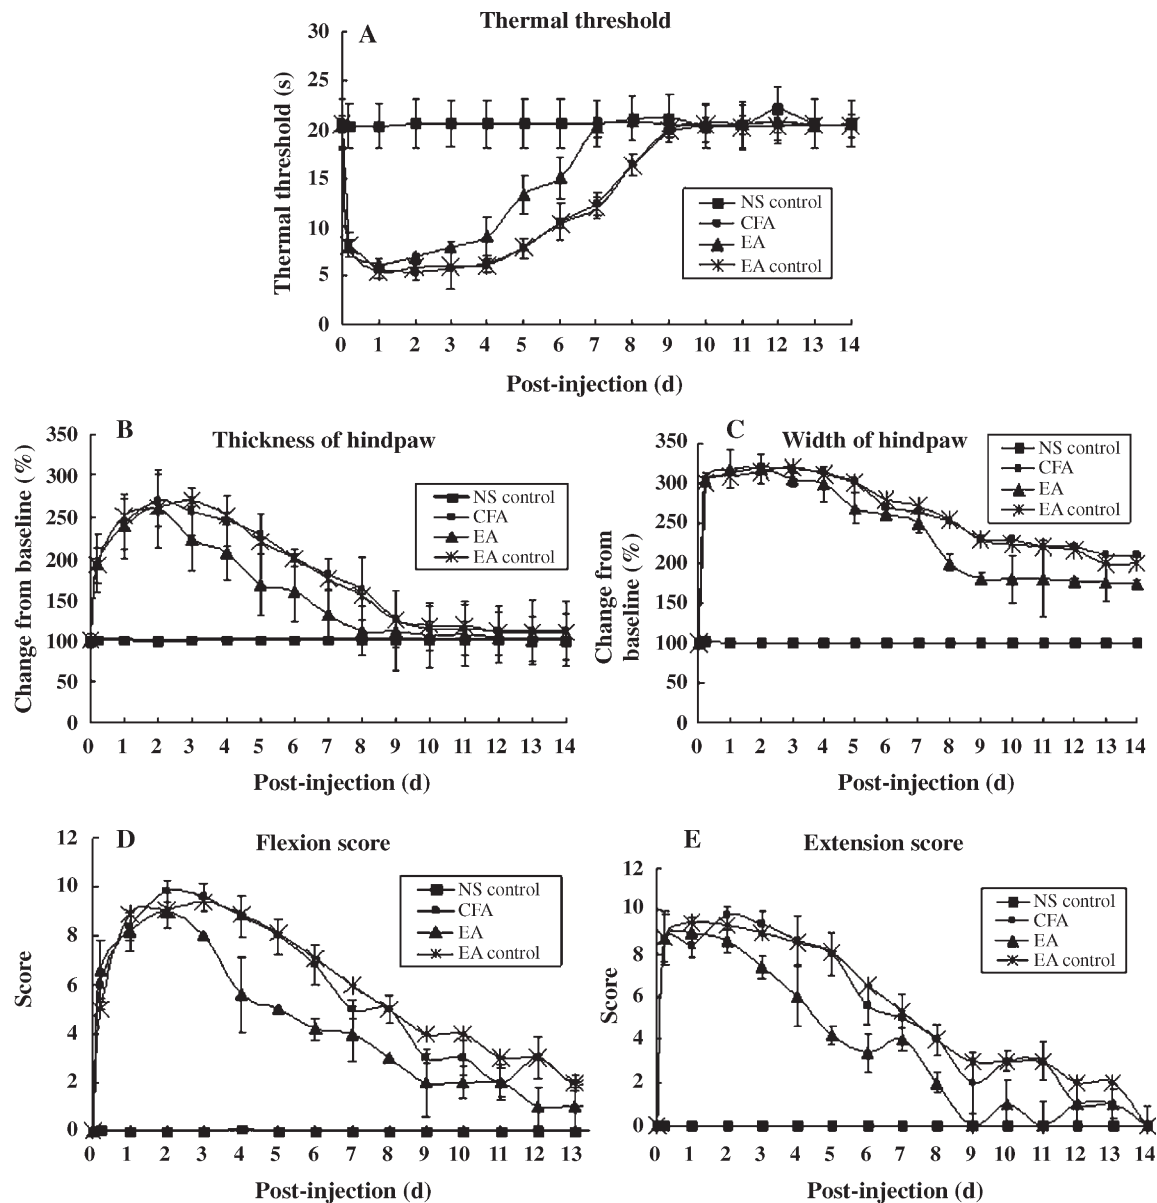 A
Thermal threshold
Thermal threshold (s)
30
25
20
15
10
5
0
NS control
CFA
EA
EA control
0 1 2 3 4 5 6 7 8 9 10 11 12 13 14
Post-injection (d)
B
Thickness of hindpaw
Change from baseline (%)
350
300
250
200
150
100
50
0
NS control
CFA
EA
EA control
0 1 2 3 4 5 6 7 8 9 10 11 12 13 14
Post-injection (d)
C
Width of hindpaw
Change from
baseline (%)
350
300
250
200
150
100
50
0
NS control
CFA
EA
EA control
0 1 2 3 4 5 6 7 8 9 10 11 12 13 14
Post-injection (d)
D
Flexion score
Score
12
10
8
6
4
2
0
NS control
CFA
EA
EA control
0 1 2 3 4 5 6 7 8 9 10 11 12 13
Post-injection (d)
E
Extension score
Score
12
10
8
6
4
2
0
NS control
CFA
EA
EA control
0 1 2 3 4 5 6 7 8 9 10 11 12 13 14
Post-injection (d)